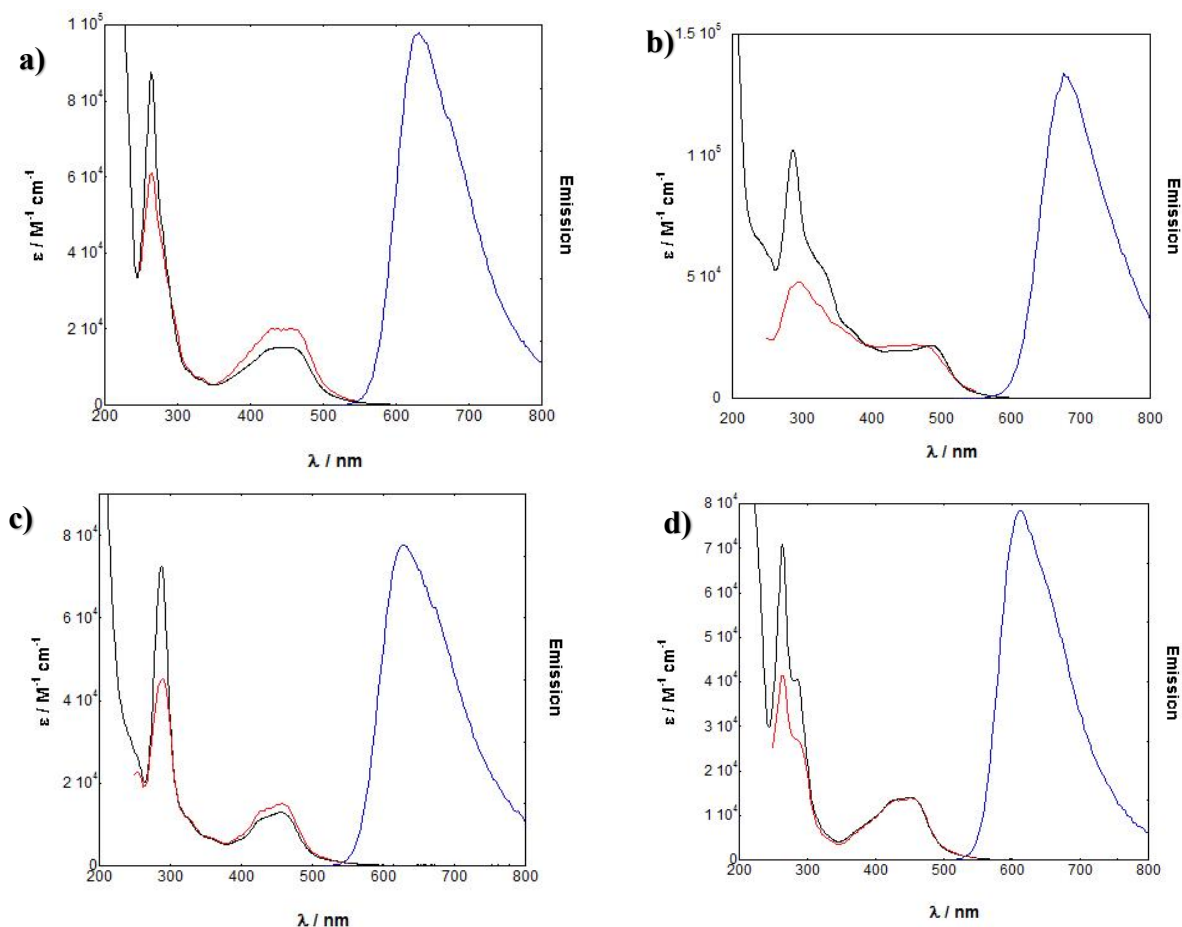 a)
1 10⁵
8 10⁴
6 10⁴
4 10⁴
2 10⁴
0
200 300 400 500 600 700 800
ε / M⁻¹ cm⁻¹
λ / nm
Emission
b)
1.5 10⁵
1 10⁵
5 10⁴
0
200 300 400 500 600 700 800
ε / M⁻¹ cm⁻¹
λ / nm
Emission
c)
8 10⁴
6 10⁴
4 10⁴
2 10⁴
0
200 300 400 500 600 700 800
ε / M⁻¹ cm⁻¹
λ / nm
Emission
d)
8 10⁴
7 10⁴
6 10⁴
5 10⁴
4 10⁴
3 10⁴
2 10⁴
1 10⁴
0
200 300 400 500 600 700 800
ε / M⁻¹ cm⁻¹
λ / nm
Emission